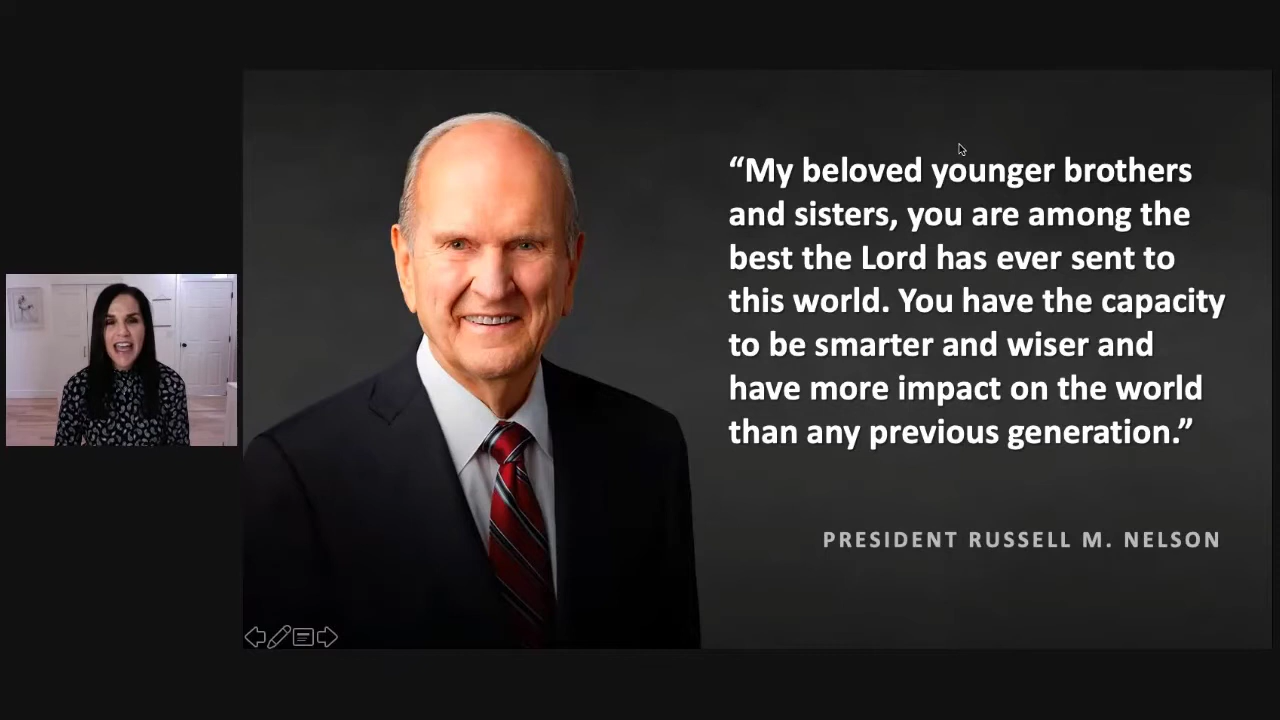 “My beloved younger brothers
and sisters, you are among the
best the Lord has ever sent to
this world. You have the capacity
to be smarter and wiser and
have more impact on the world
than any previous generation.”
PRESIDENT RUSSELL M. NELSON